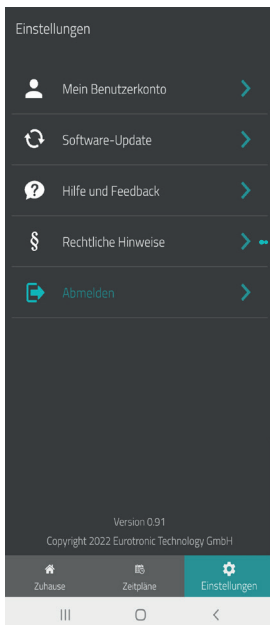 Einstellungen
Mein Benutzerkonto
Software-Update
Hilfe und Feedback
§ Rechtliche Hinweise
Abmelden
Version 0.91
Copyright 2022 Eurotronic Technology GmbH
Zuhause Zeitpläne Einstellungen